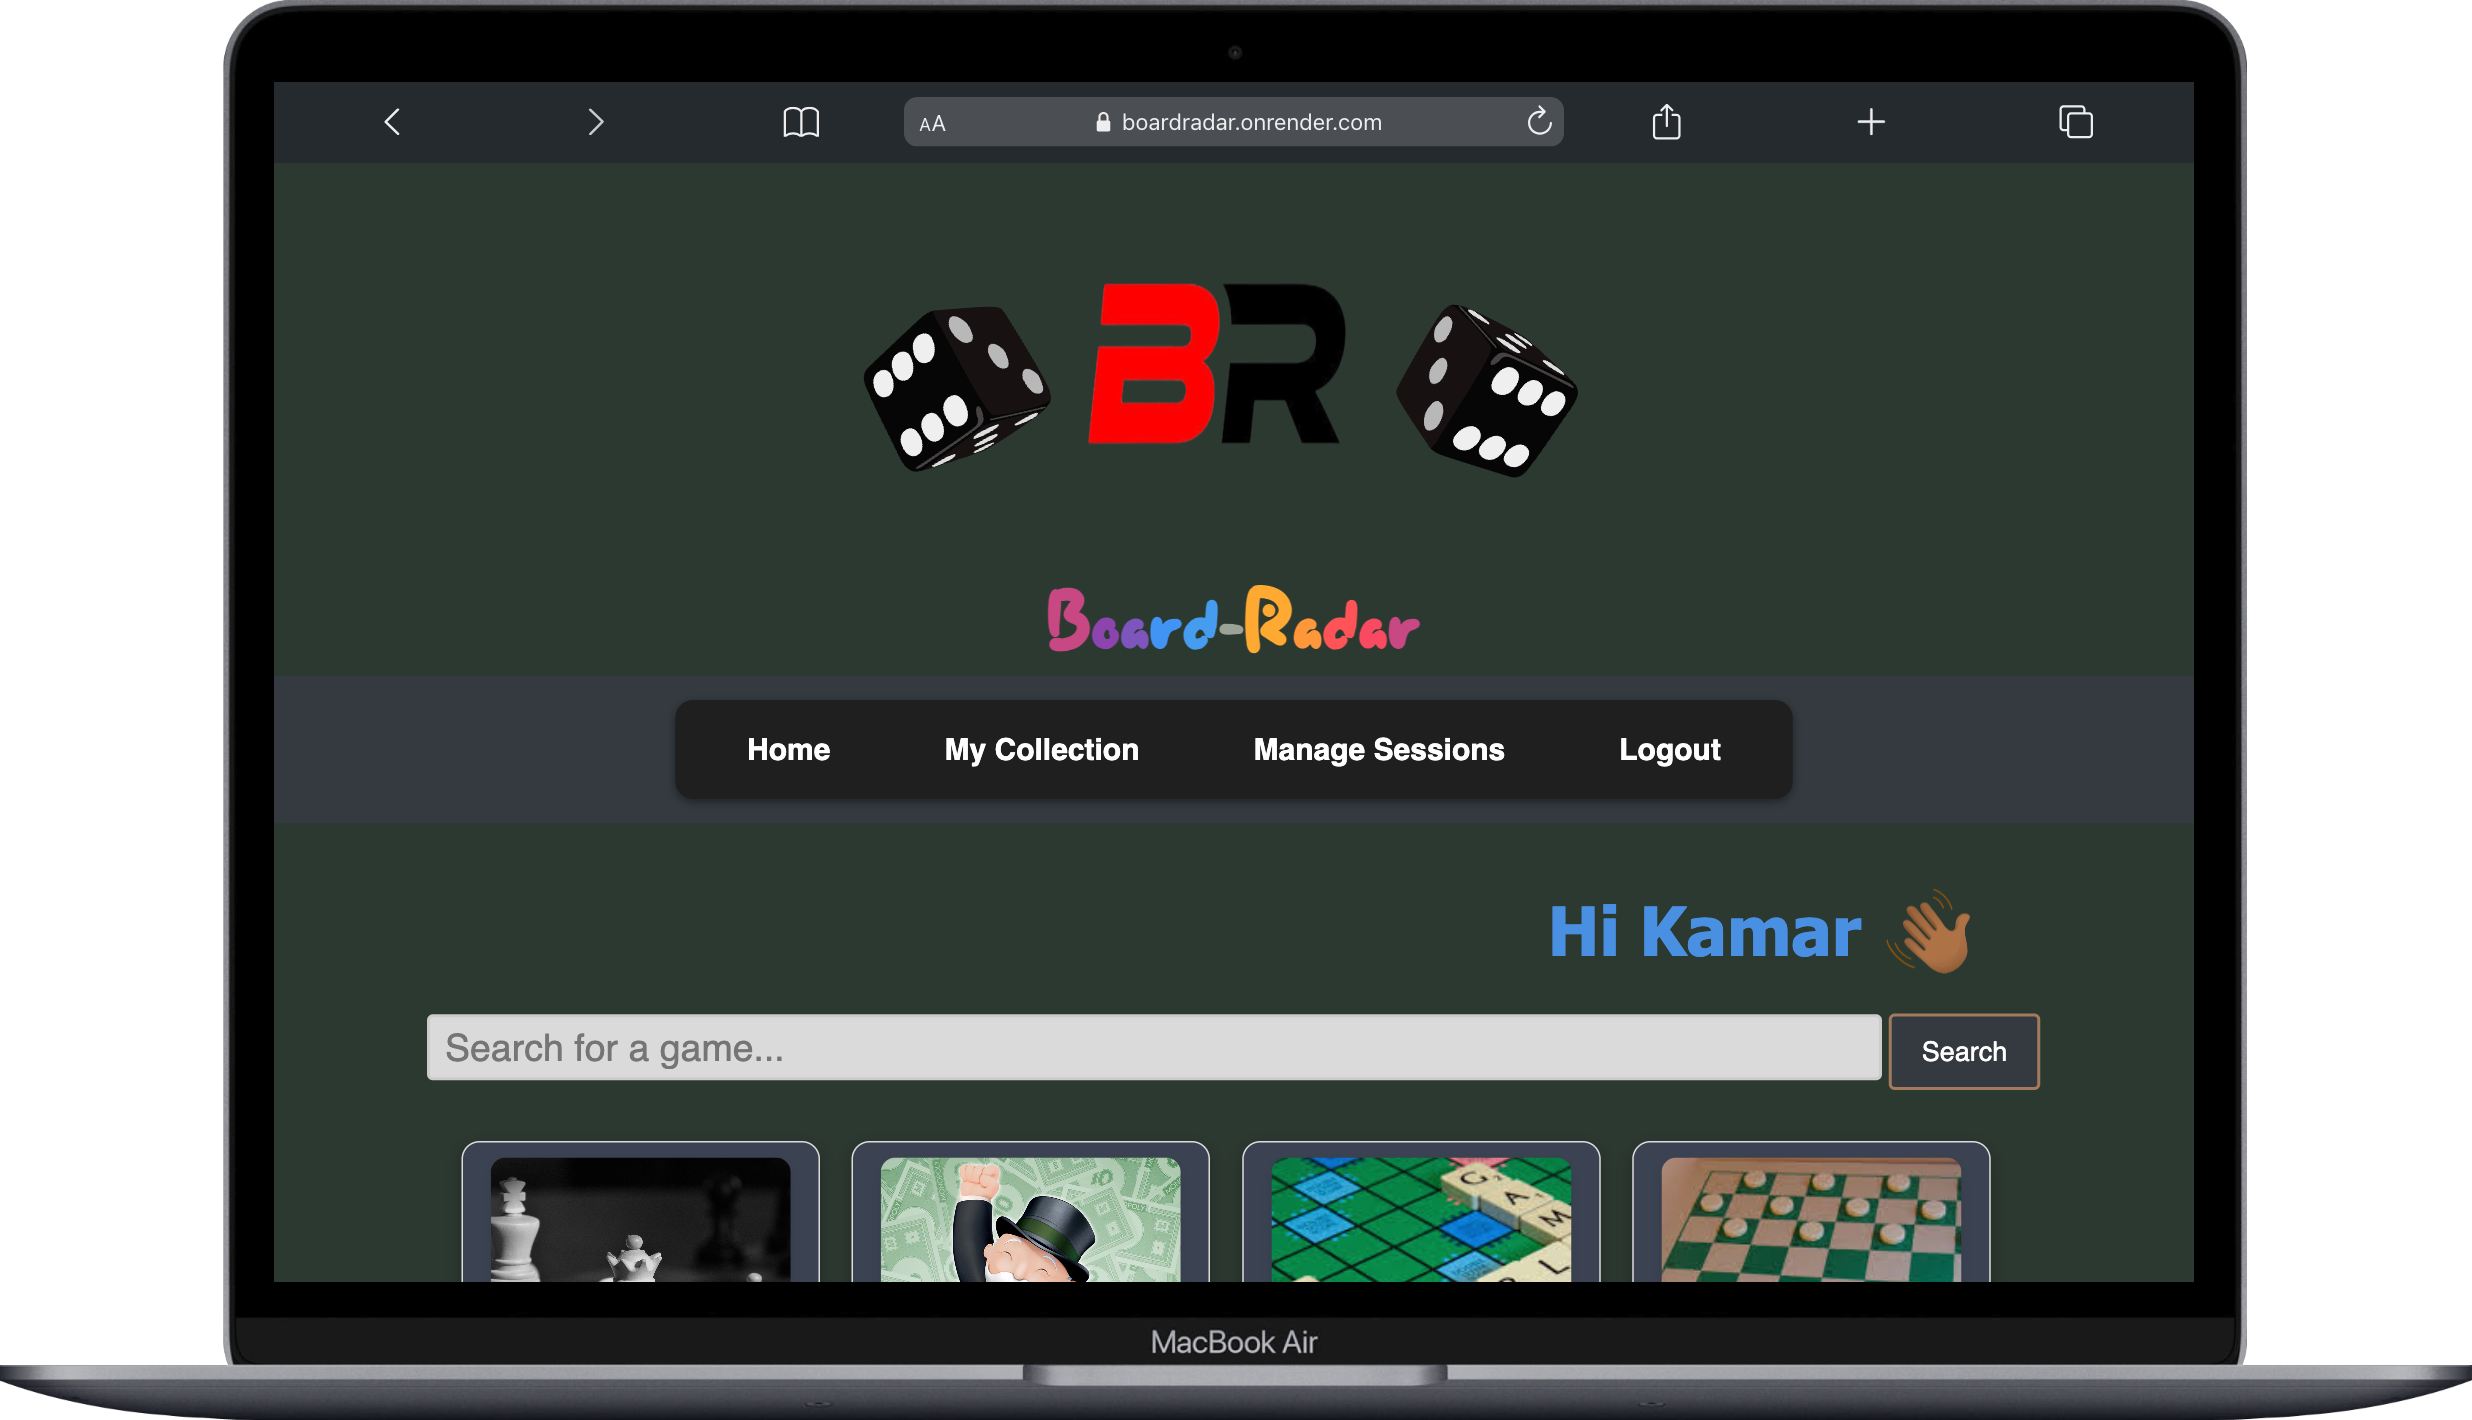 AA boardradar.onrender.com
BR
Board-Radar
Home My Collection Manage Sessions Logout
Hi Kamar 👋🏾
Search for a game... Search
G A M
L
MacBook Air